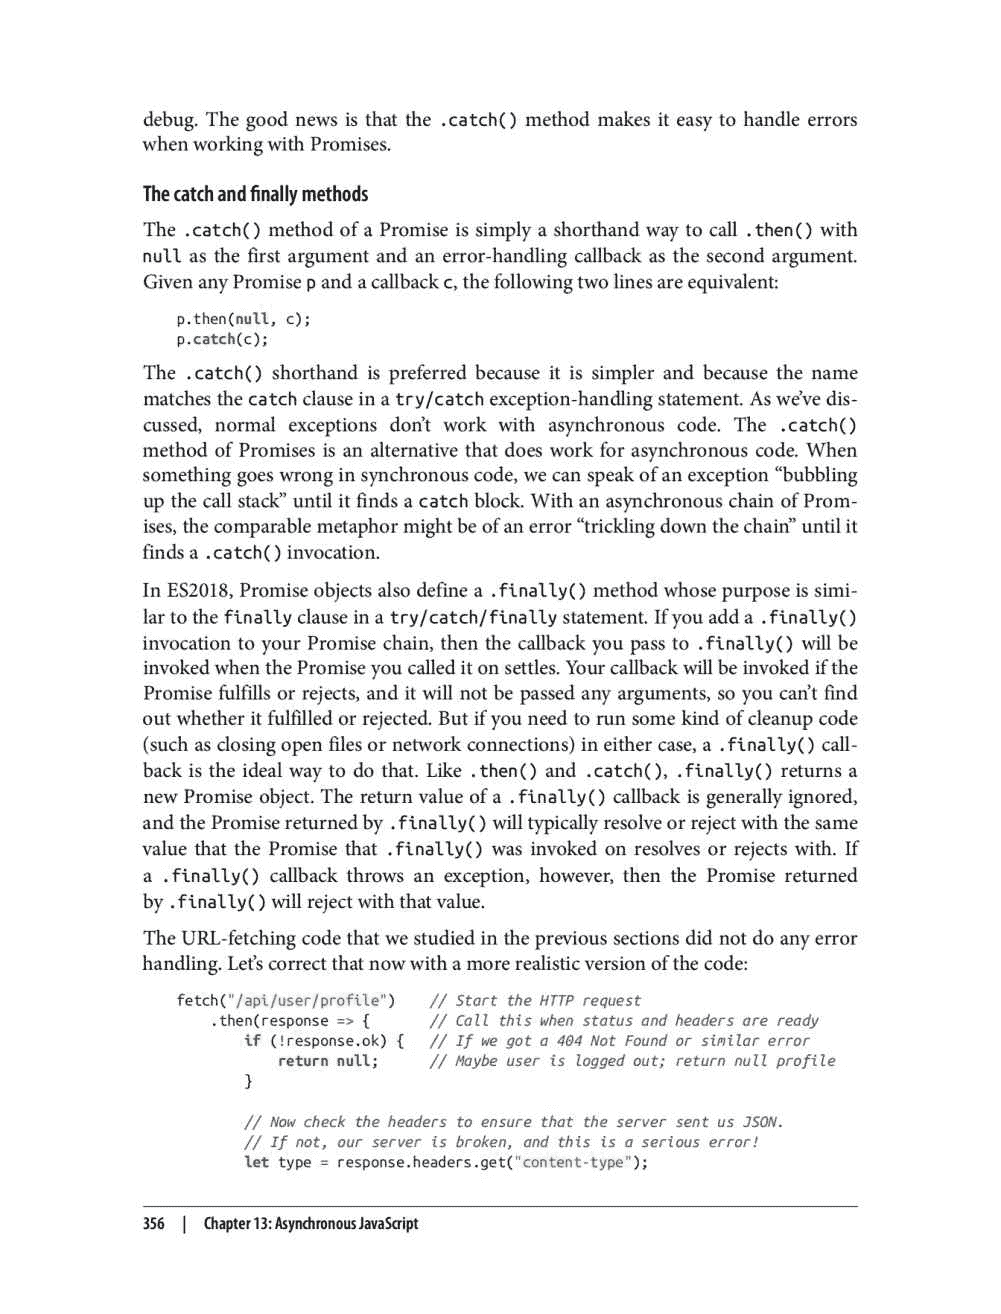 debug. The good news is that the .catch() method makes it easy to handle errors
when working with Promises.
The catch and finally methods
The .catch() method of a Promise is simply a shorthand way to call .then() with
null as the first argument and an error-handling callback as the second argument.
Given any Promise p and a callback c, the following two lines are equivalent:
p.then(null, c);
p.catch(c);
The .catch() shorthand is preferred because it is simpler and because the name
matches the catch clause in a try/catch exception-handling statement. As we’ve dis-
cussed, normal exceptions don’t work with asynchronous code. The .catch()
method of Promises is an alternative that does work for asynchronous code. When
something goes wrong in synchronous code, we can speak of an exception “bubbling
up the call stack” until it finds a catch block. With an asynchronous chain of Prom-
ises, the comparable metaphor might be of an error “trickling down the chain” until it
finds a .catch() invocation.
In ES2018, Promise objects also define a .finally() method whose purpose is simi-
lar to the finally clause in a try/catch/finally statement. If you add a .finally()
invocation to your Promise chain, then the callback you pass to .finally() will be
invoked when the Promise you called it on settles. Your callback will be invoked if the
Promise fulfills or rejects, and it will not be passed any arguments, so you can’t find
out whether it fulfilled or rejected. But if you need to run some kind of cleanup code
(such as closing open files or network connections) in either case, a .finally() call-
back is the ideal way to do that. Like .then() and .catch(), .finally() returns a
new Promise object. The return value of a .finally() callback is generally ignored,
and the Promise returned by .finally() will typically resolve or reject with the same
value that the Promise that .finally() was invoked on resolves or rejects with. If
a .finally() callback throws an exception, however, then the Promise returned
by .finally() will reject with that value.
The URL-fetching code that we studied in the previous sections did not do any error
handling. Let’s correct that now with a more realistic version of the code:
fetch("/api/user/profile")    // Start the HTTP request
    .then(response => {       // Call this when status and headers are ready
        if (!response.ok) {   // If we got a 404 Not Found or similar error
            return null;      // Maybe user is logged out; return null profile
        }
        // Now check the headers to ensure that the server sent us JSON.
        // If not, our server is broken, and this is a serious error!
        let type = response.headers.get("content-type");
356 | Chapter 13: Asynchronous JavaScript